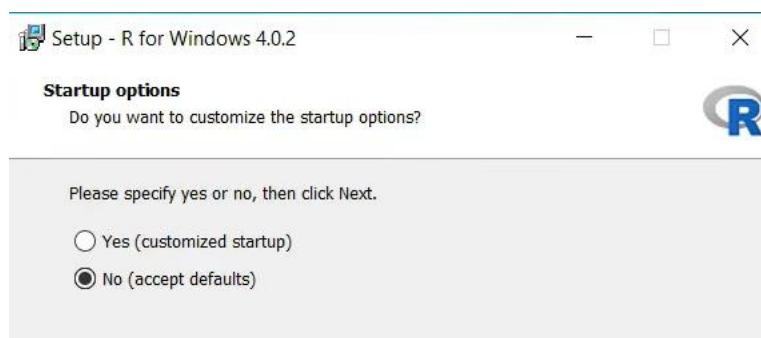 Setup - R for Windows 4.0.2
Startup options
Do you want to customize the startup options?
R
Please specify yes or no, then click Next.
Yes (customized startup)
No (accept defaults)